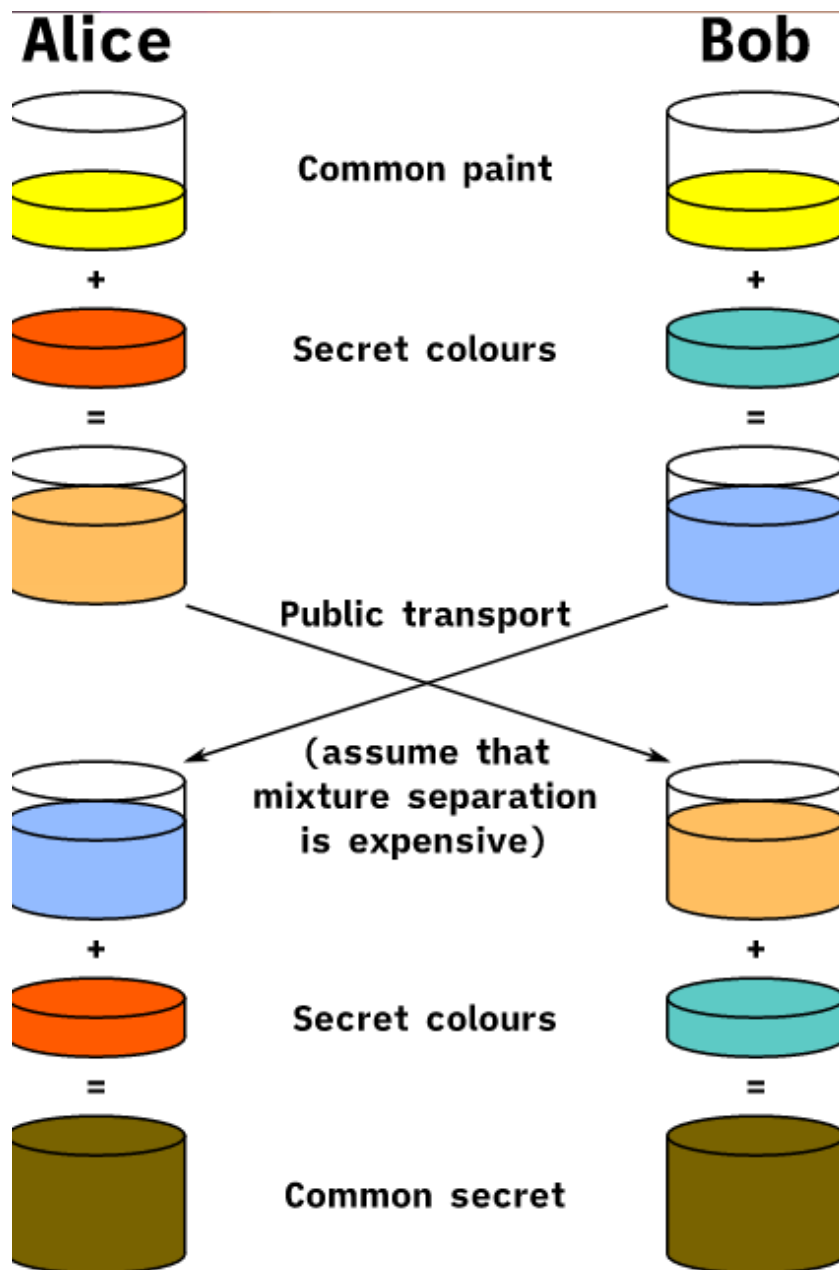 Alice
Bob
Common paint
+
+
Secret colours
=
=
Public transport
(assume that
mixture separation
is expensive)
+
+
Secret colours
=
=
Common secret